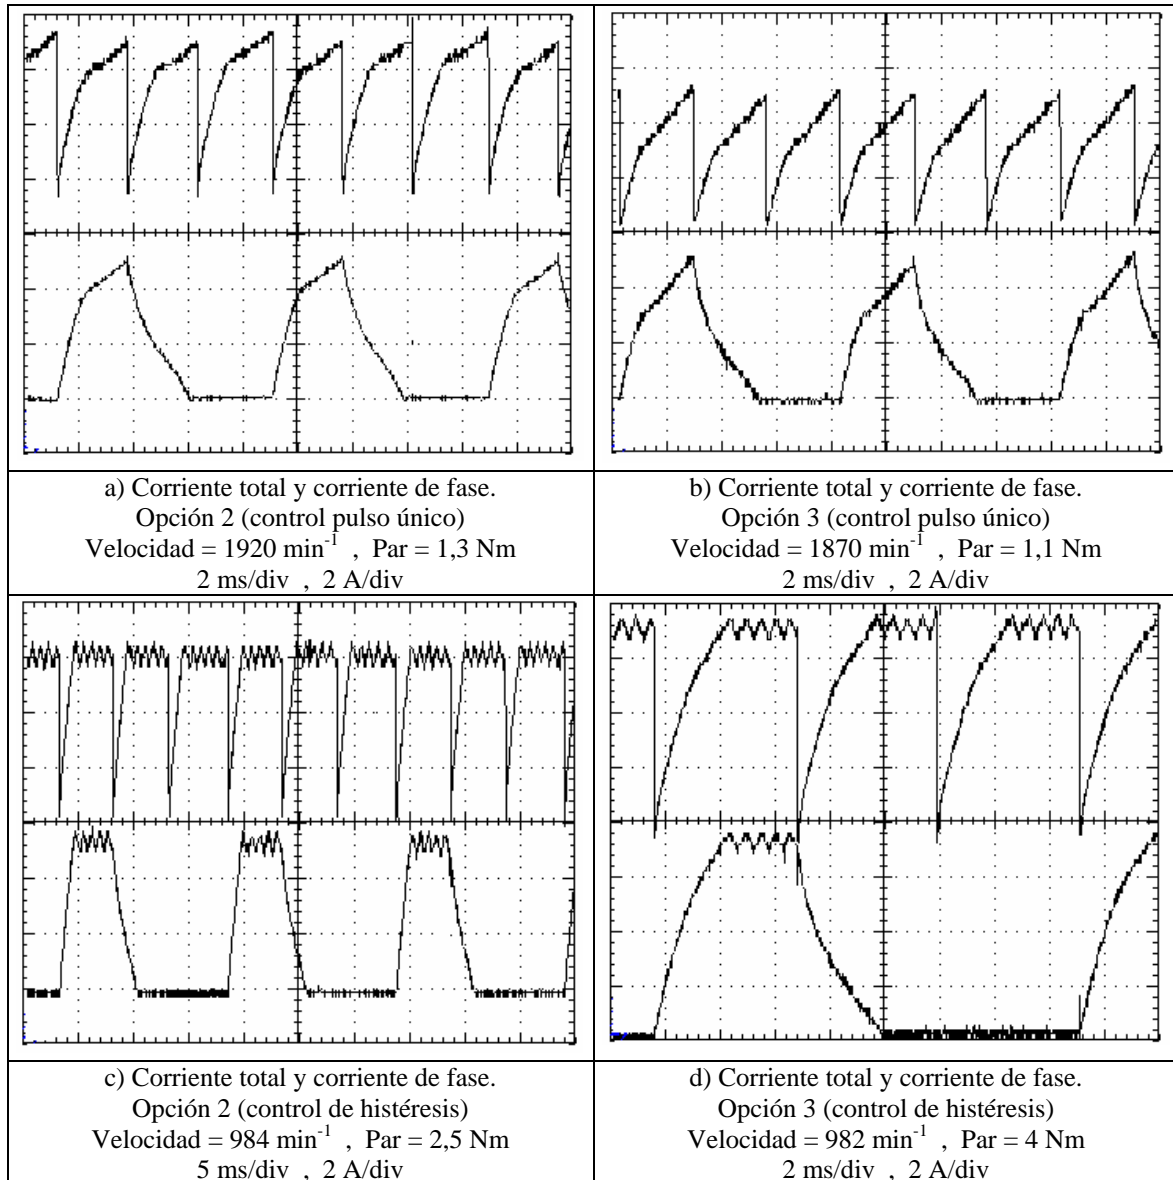 a) Corriente total y corriente de fase.
Opción 2 (control pulso único)
Velocidad = 1920 min⁻¹ , Par = 1,3 Nm
2 ms/div , 2 A/div
b) Corriente total y corriente de fase.
Opción 3 (control pulso único)
Velocidad = 1870 min⁻¹ , Par = 1,1 Nm
2 ms/div , 2 A/div
c) Corriente total y corriente de fase.
Opción 2 (control de histéresis)
Velocidad = 984 min⁻¹ , Par = 2,5 Nm
5 ms/div , 2 A/div
d) Corriente total y corriente de fase.
Opción 3 (control de histéresis)
Velocidad = 982 min⁻¹ , Par = 4 Nm
2 ms/div , 2 A/div